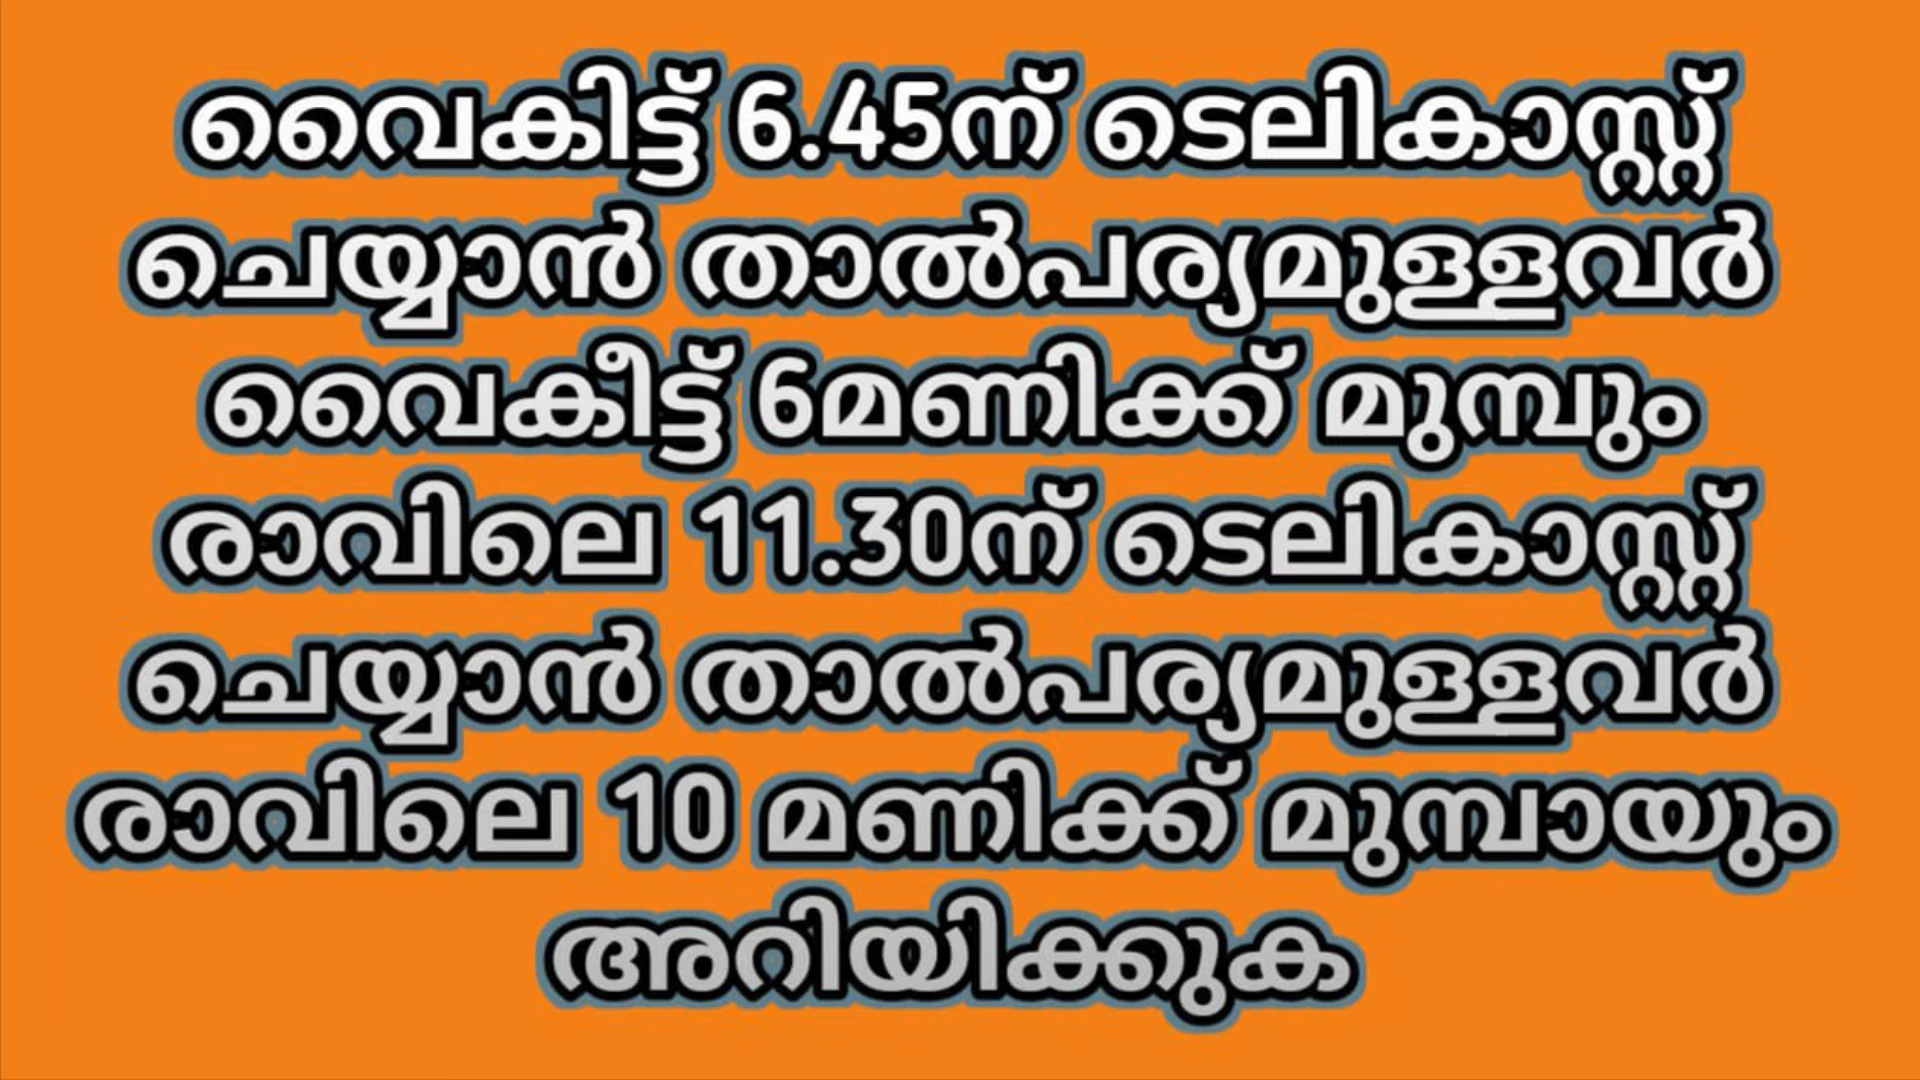 വൈകിട്ട് 6.45ന് ടെലികാസ്റ്റ്
ചെയ്യാൻ താൽപര്യമുള്ളവർ
വൈകീട്ട് 6മണിക്ക് മുമ്പും
രാവിലെ 11.30ന് ടെലികാസ്റ്റ്
ചെയ്യാൻ താൽപര്യമുള്ളവർ
രാവിലെ 10 മണിക്ക് മുമ്പായും
അറിയിക്കുക